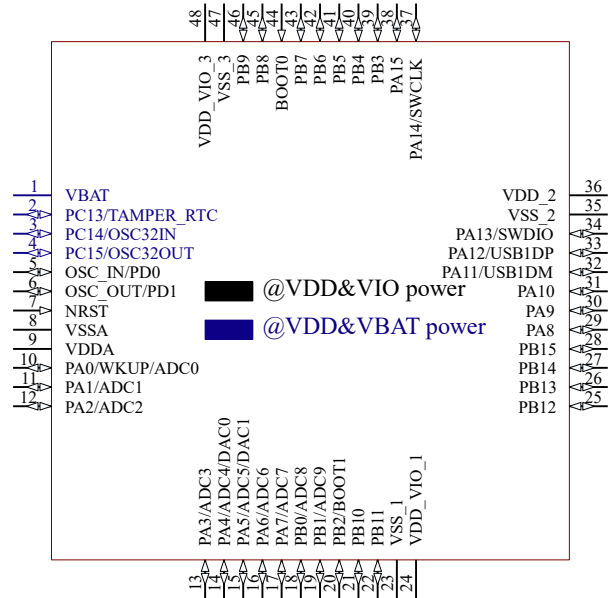 48 47 46 45 44 43 42 41 40 39 38 37
VDD_VIO_3
VSS_3
PB9
PB8
BOOT0
PB7
PB6
PB5
PB4
PB3
PA15
PA14/SWCLK
1 VBAT
2 PC13/TAMPER_RTC
3 PC14/OSC32IN
4 PC15/OSC32OUT
5 OSC_IN/PD0
6 OSC_OUT/PD1
7 NRST
8 VSSA
9 VDDA
10 PA0/WKUP/ADC0
11 PA1/ADC1
12 PA2/ADC2
@VDD&VIO power
@VDD&VBAT power
VDD_2 36
VSS_2 35
PA13/SWDIO 34
PA12/USB1DP 33
PA11/USB1DM 32
PA10 31
PA9 30
PA8 29
PB15 28
PB14 27
PB13 26
PB12 25
PA3/ADC3
PA4/ADC4/DAC0
PA5/ADC5/DAC1
PA6/ADC6
PA7/ADC7
PB0/ADC8
PB1/ADC9
PB2/BOOT1
PB10
PB11
VSS_1
VDD_VIO_1
13 14 15 16 17 18 19 20 21 22 23 24